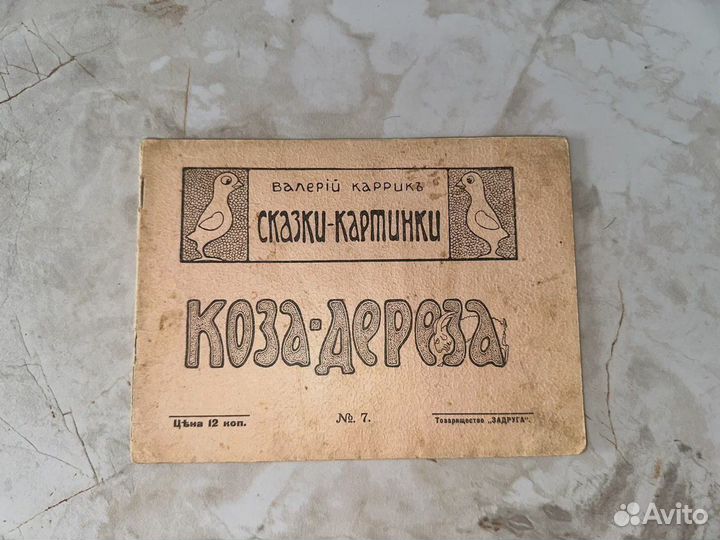 Валерій Каррикъ
Сказки-картинки
Коза-дереза
Цѣна 12 коп.
№ 7.
Товарищество „ЗАДРУГА".
Avito